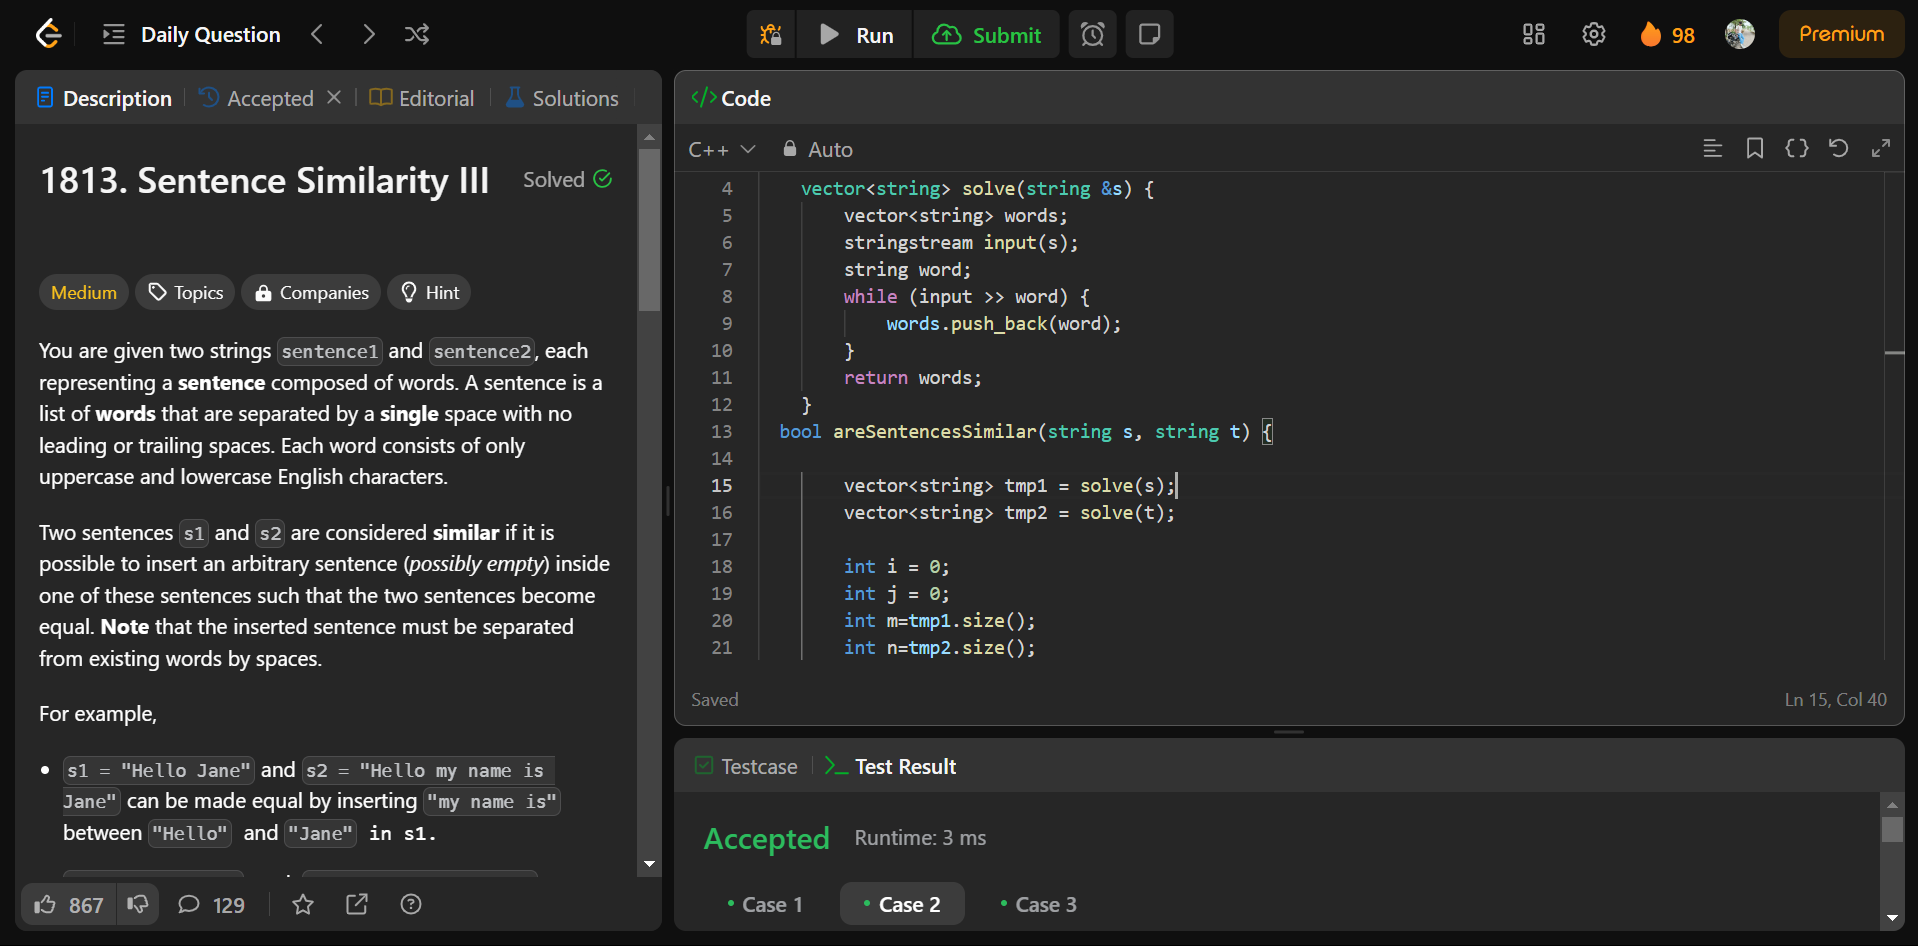 Daily Question
Run
Submit
98
Premium
Description
Accepted
Editorial
Solutions
1813. Sentence Similarity III
Solved
Medium
Topics
Companies
Hint
You are given two strings sentence1 and sentence2, each
representing a sentence composed of words. A sentence is a
list of words that are separated by a single space with no
leading or trailing spaces. Each word consists of only
uppercase and lowercase English characters.
Two sentences s1 and s2 are considered similar if it is
possible to insert an arbitrary sentence (possibly empty) inside
one of these sentences such that the two sentences become
equal. Note that the inserted sentence must be separated
from existing words by spaces.
For example,
• s1 = "Hello Jane" and s2 = "Hello my name is
Jane" can be made equal by inserting "my name is"
between "Hello" and "Jane" in s1.
867
129
</> Code
C++
Auto
4 vector<string> solve(string &s) {
5 vector<string> words;
6 stringstream input(s);
7 string word;
8 while (input >> word) {
9 words.push_back(word);
10 }
11 return words;
12 }
13 bool areSentencesSimilar(string s, string t) {
14
15 vector<string> tmp1 = solve(s);
16 vector<string> tmp2 = solve(t);
17
18 int i = 0;
19 int j = 0;
20 int m=tmp1.size();
21 int n=tmp2.size();
Saved
Ln 15, Col 40
Testcase
Test Result
Accepted
Runtime: 3 ms
• Case 1
• Case 2
• Case 3